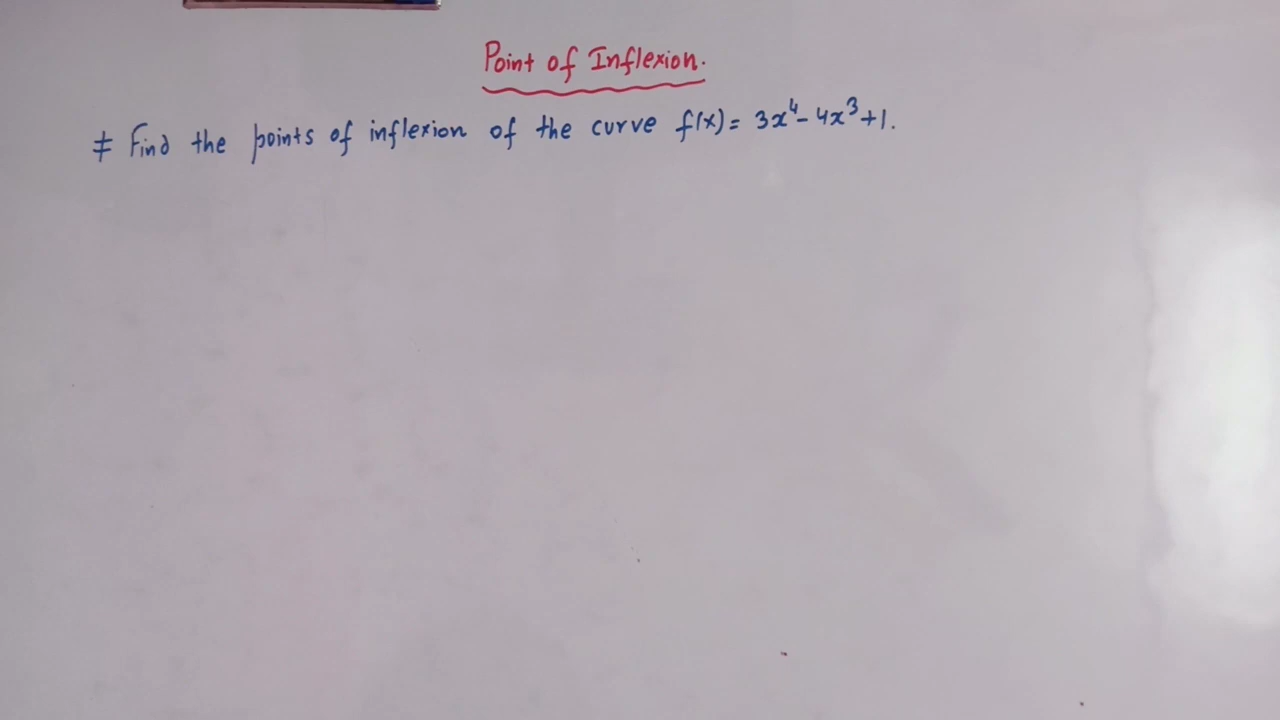 Point of Inflexion.
# Find the points of inflexion of the curve f(x) = 3x⁴ - 4x³ + 1.